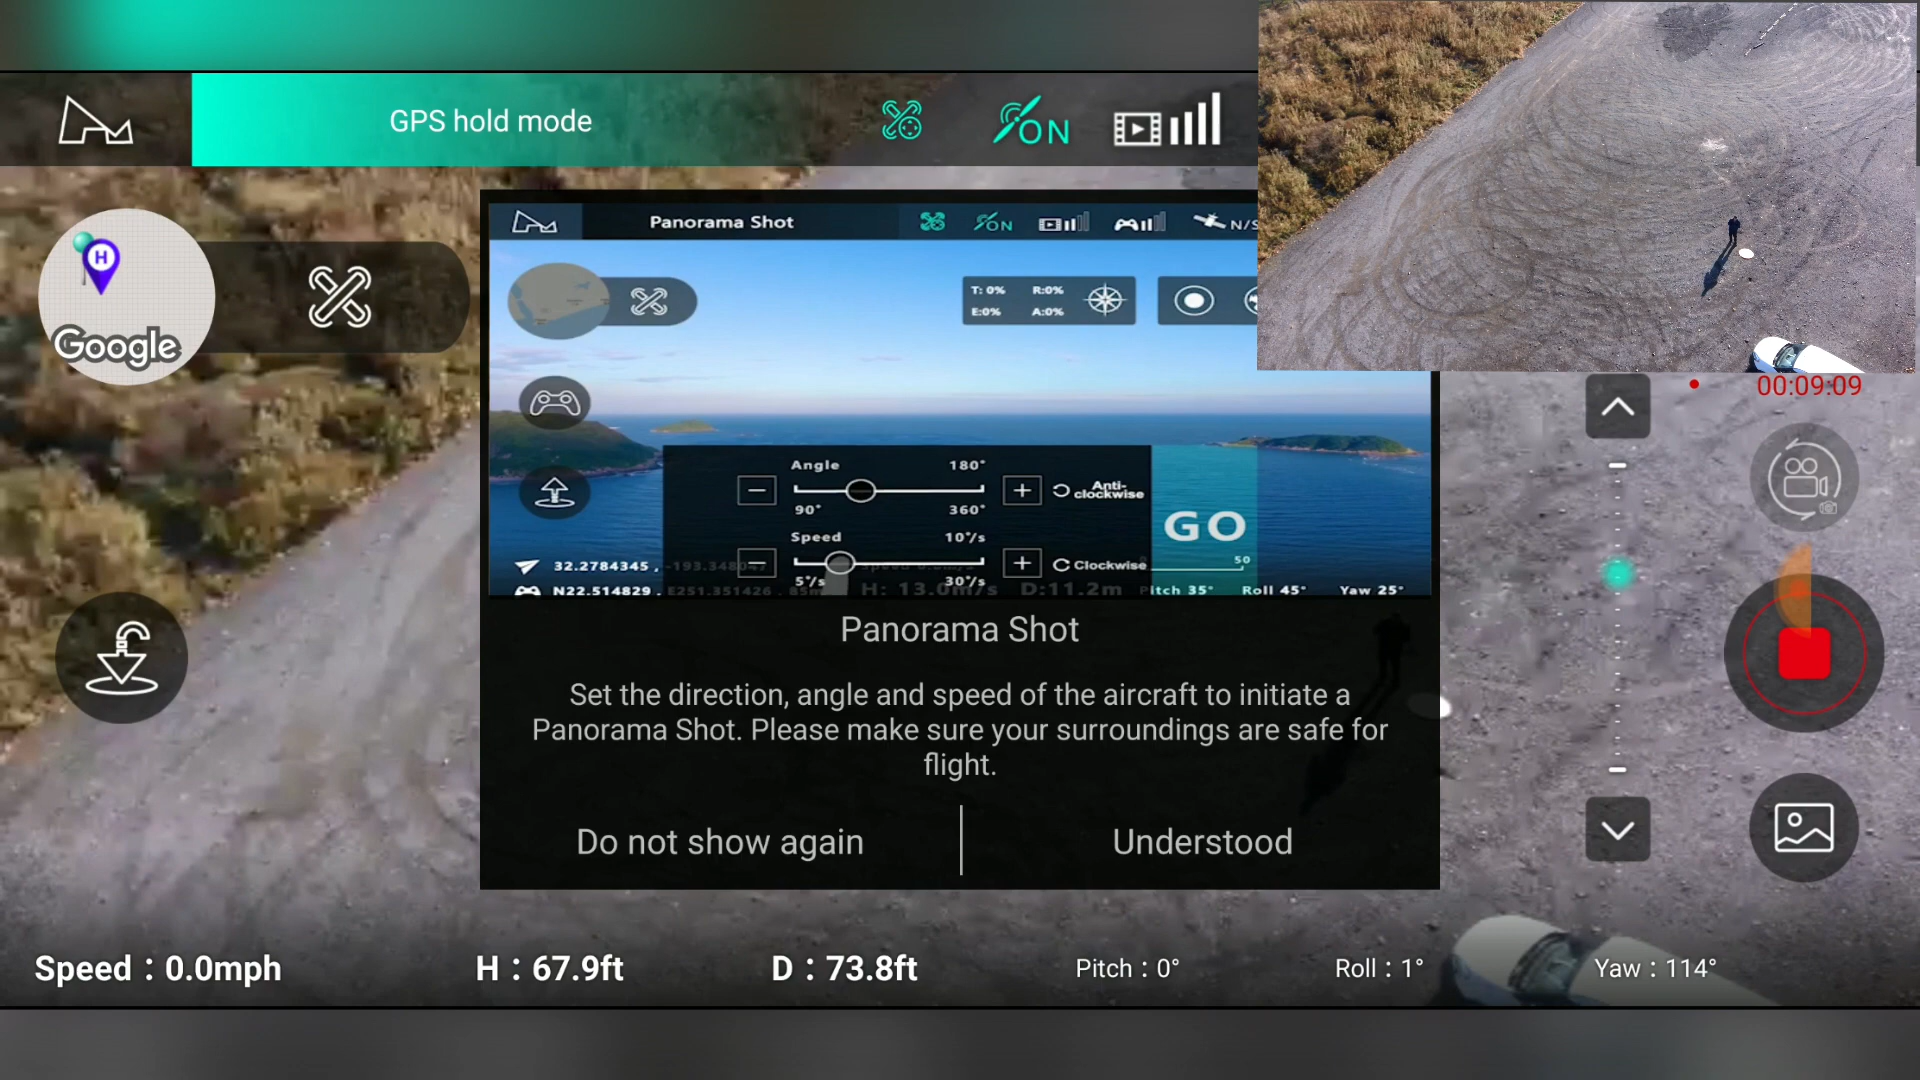 GPS hold mode
ON
Google
H
Panorama Shot
ON
N/S
T: 0% R:0%
E:0% A:0%
Angle 180°
90° 360°
Anti-
clockwise
Speed 10°/s
5°/s 30°/s
Clockwise
GO
50
32.2784345 ,
N22.514829 , E251.351426 ,
H: 13.0m/s D:11.2m
Pitch 35° Roll 45° Yaw 25°
Panorama Shot
Set the direction, angle and speed of the aircraft to initiate a
Panorama Shot. Please make sure your surroundings are safe for
flight.
Do not show again
Understood
00:09:09
Speed : 0.0mph
H : 67.9ft
D : 73.8ft
Pitch : 0°
Roll : 1°
Yaw : 114°